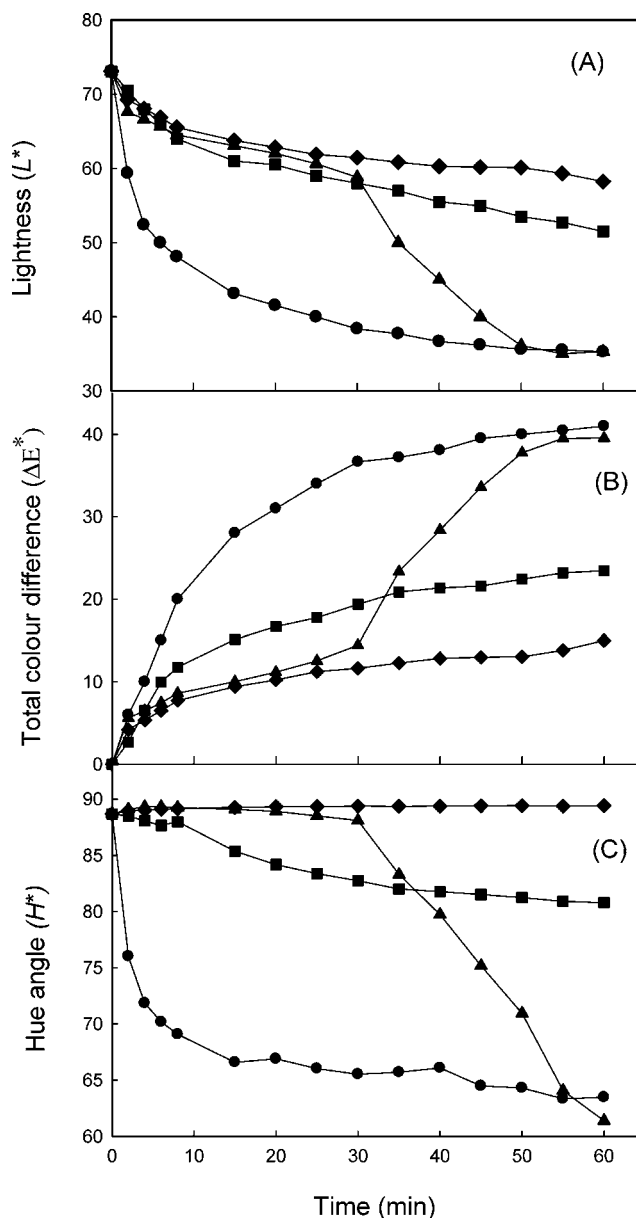 80
70
60
50
40
30
Lightness (L*)
(A)
40
30
20
10
0
Total colour difference (ΔE*)
(B)
90
85
80
75
70
65
60
Hue angle (H*)
(C)
0 10 20 30 40 50 60
Time (min)